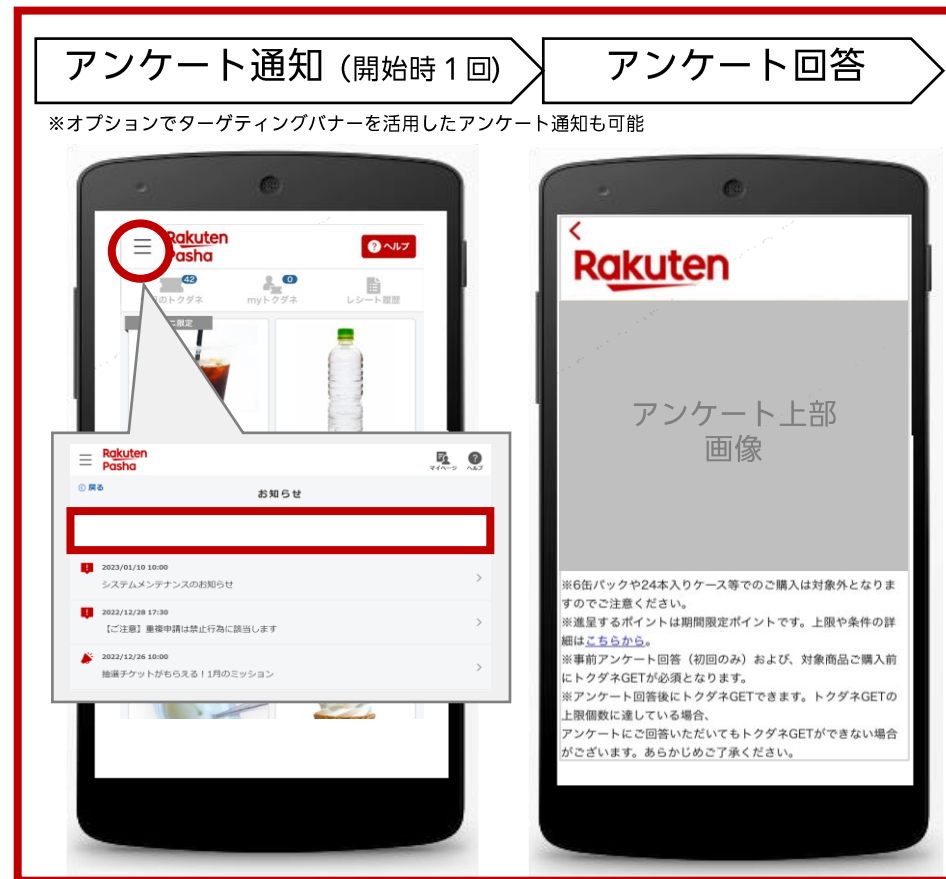 アンケート通知（開始時１回)
アンケート回答
※オプションでターゲティングバナーを活用したアンケート通知も可能
Rakuten
Pasha
ヘルプ
42
0
のトクダネ
myトクダネ
レシート履歴
ニ限定
Rakuten
Pasha
マイページ
ヘルプ
戻る
お知らせ
2023/01/10 10:00
システムメンテナンスのお知らせ
2022/12/28 17:30
【ご注意】重複申請は禁止行為に該当します
2022/12/26 10:00
抽選チケットがもらえる！1月のミッション
Rakuten
アンケート上部
画像
※6缶パックや24本入りケース等でのご購入は対象外となりま
すのでご注意ください。
※進呈するポイントは期間限定ポイントです。上限や条件の詳
細はこちらから。
※事前アンケート回答（初回のみ）および、対象商品ご購入前
にトクダネGETが必須となります。
※アンケート回答後にトクダネGETできます。トクダネGETの
上限個数に達している場合、
アンケートにご回答いただいてもトクダネGETができない場合
がございます。あらかじめご了承ください。